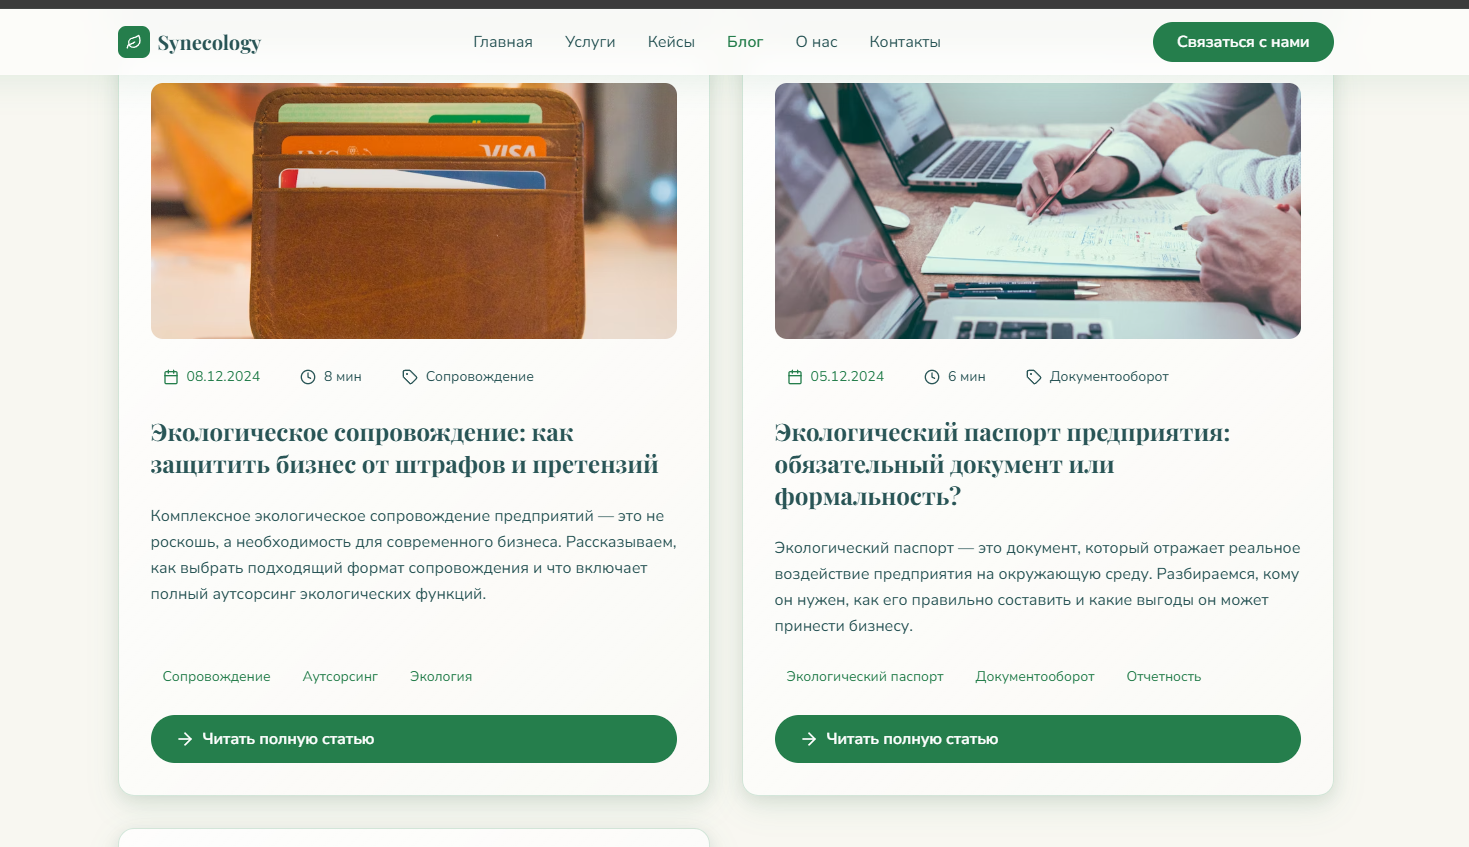 Synecology
Главная
Услуги
Кейсы
Блог
О нас
Контакты
Связаться с нами
VISA
08.12.2024
8 мин
Сопровождение
Экологическое сопровождение: как
защитить бизнес от штрафов и претензий
Комплексное экологическое сопровождение предприятий — это не
роскошь, а необходимость для современного бизнеса. Рассказываем,
как выбрать подходящий формат сопровождения и что включает
полный аутсорсинг экологических функций.
Сопровождение
Аутсорсинг
Экология
Читать полную статью
05.12.2024
6 мин
Документооборот
Экологический паспорт предприятия:
обязательный документ или
формальность?
Экологический паспорт — это документ, который отражает реальное
воздействие предприятия на окружающую среду. Разбираемся, кому
он нужен, как его правильно составить и какие выгоды он может
принести бизнесу.
Экологический паспорт
Документооборот
Отчетность
Читать полную статью